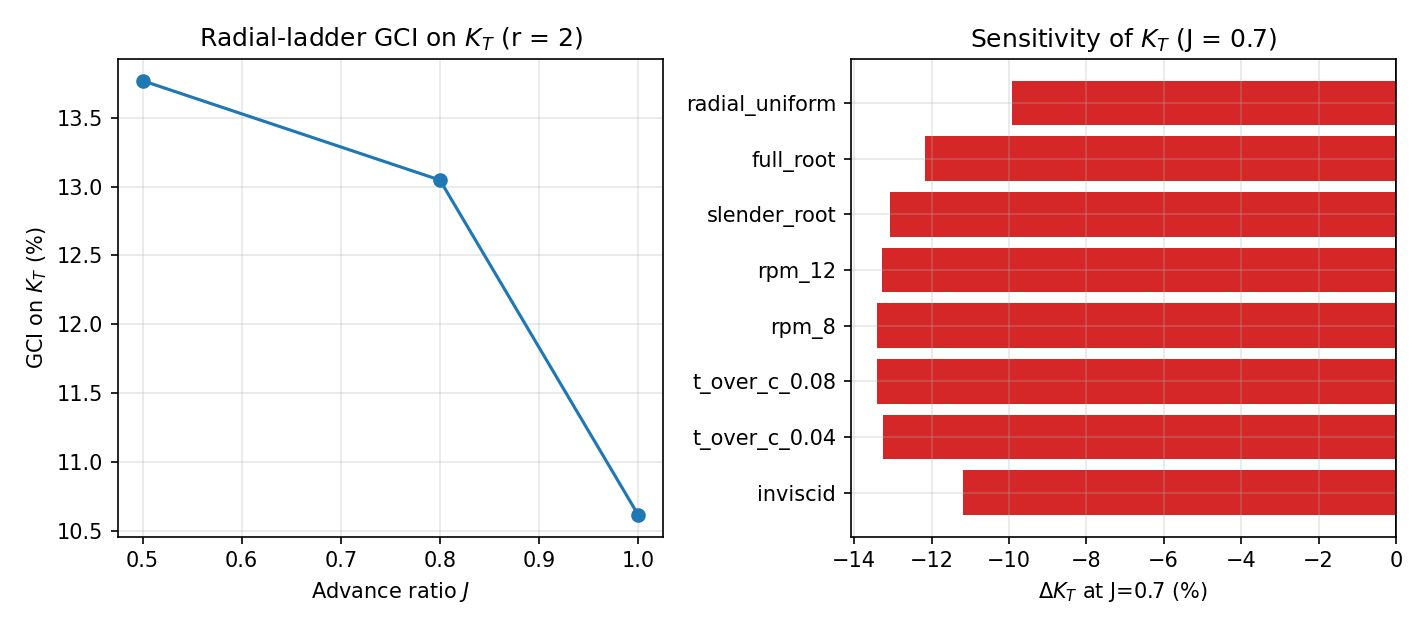 Radial-ladder GCI on K_T (r = 2)
GCI on K_T (%)
13.5
13.0
12.5
12.0
11.5
11.0
10.5
0.5 0.6 0.7 0.8 0.9 1.0
Advance ratio J
Sensitivity of K_T (J = 0.7)
radial_uniform
full_root
slender_root
rpm_12
rpm_8
t_over_c_0.08
t_over_c_0.04
inviscid
−14 −12 −10 −8 −6 −4 −2 0
ΔK_T at J=0.7 (%)